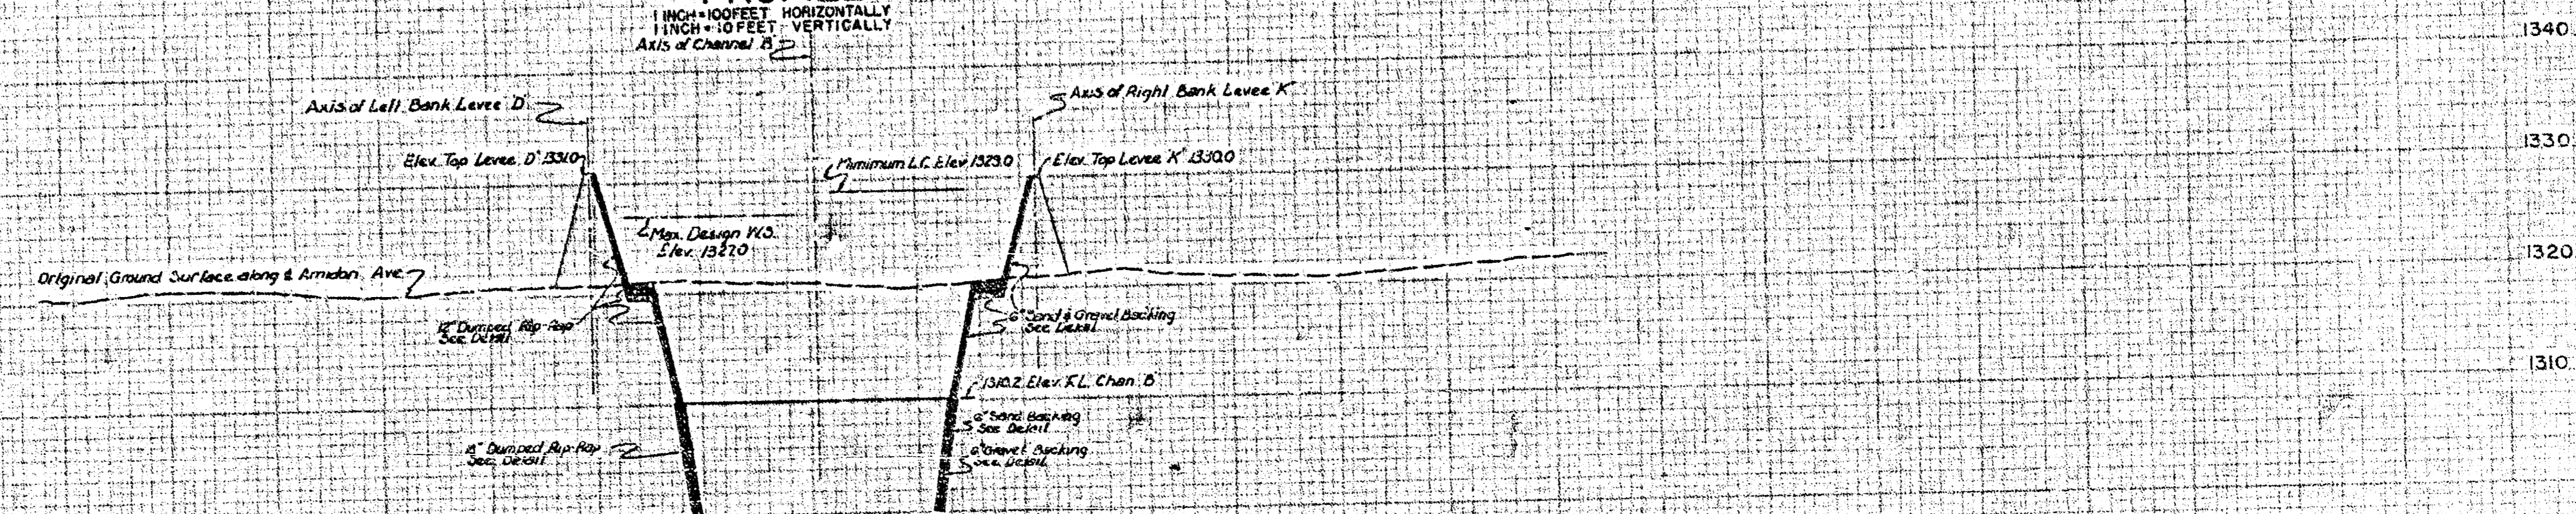 1 INCH = 100 FEET HORIZONTALLY
1 INCH = 10 FEET VERTICALLY
Axis of Channel "B"
1340
Axis of Left Bank Levee "D"
Axis of Right Bank Levee "K"
1330
Elev. Top Levee "D" 1331.0
Minimum L.C. Elev. 1329.0
Elev. Top Levee "K" 1330.0
Max. Design W.S.
Elev. 1327.0
1320
Original Ground Surface along ℄ Amidon Ave.
12" Dumped Rip-Rap
See Detail
6" Sand & Gravel Backing
See Detail
1310
1310.2 Elev. F.L. Chan. B
6" Sand Backing
See Detail
18" Dumped Rip-Rap
See Detail
6" Gravel Backing
See Detail